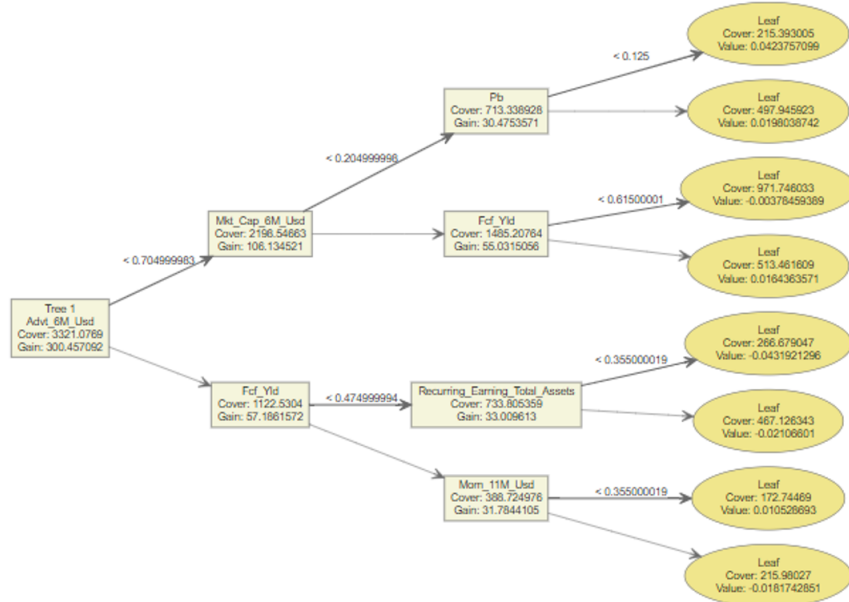 Leaf
Cover: 215.393005
Value: 0.0423757099
< 0.125
Pb
Cover: 713.338928
Gain: 30.4753571
Leaf
Cover: 497.945923
Value: 0.0198038742
< 0.204999996
Leaf
Cover: 971.746033
Value: -0.00378459389
< 0.61500001
Mkt_Cap_6M_Usd
Cover: 2198.54663
Gain: 106.134521
Fcf_Yld
Cover: 1485.20764
Gain: 55.0315056
< 0.704999983
Leaf
Cover: 513.461609
Value: 0.0164363571
Tree 1
Advt_6M_Usd
Cover: 3321.0769
Gain: 300.457092
Leaf
Cover: 266.679047
Value: -0.0431921296
< 0.355000019
Fcf_Yld
Cover: 1122.5304
Gain: 57.1861572
< 0.474999994
Recurring_Earning_Total_Assets
Cover: 733.805359
Gain: 33.009613
Leaf
Cover: 467.126343
Value: -0.02106601
Mom_11M_Usd
Cover: 388.724976
Gain: 31.7844105
< 0.355000019
Leaf
Cover: 172.74469
Value: 0.010528693
Leaf
Cover: 215.98027
Value: -0.0181742851